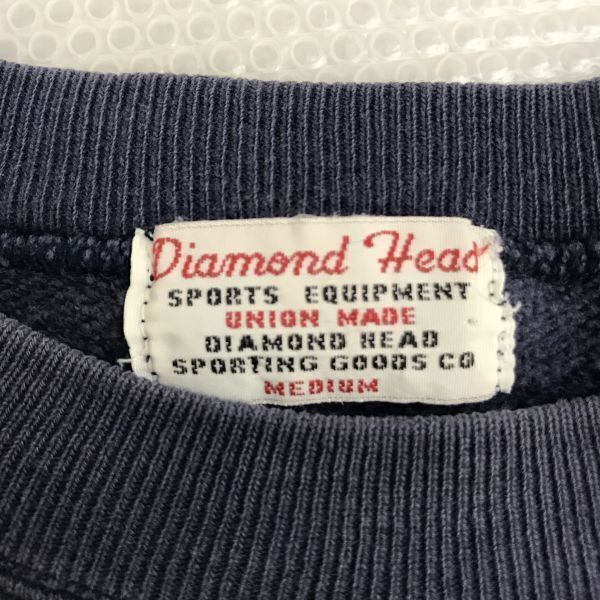 Diamond Head
SPORTS EQUIPMENT
UNION MADE
DIAMOND HEAD
SPORTING GOODS CO
MEDIUM